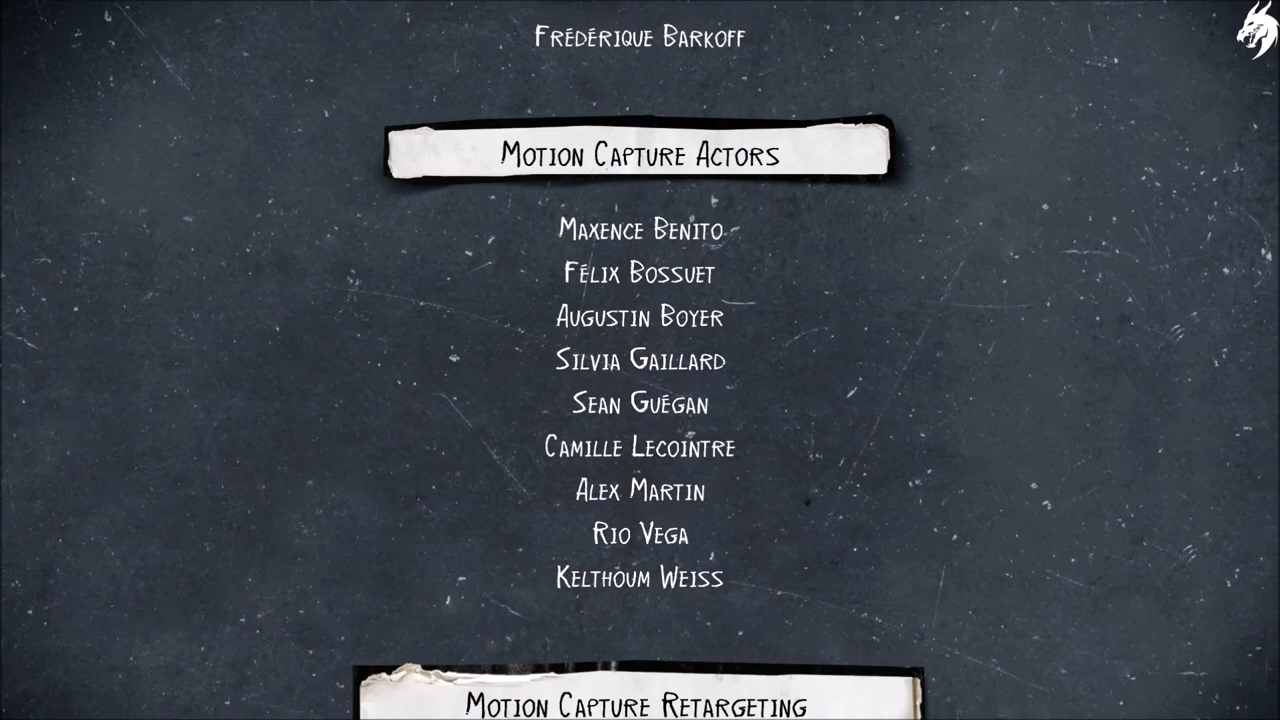 Frédérique Barkoff
Motion Capture Actors
Maxence Benito
Félix Bossuet
Augustin Boyer
Silvia Gaillard
Sean Guégan
Camille Lecointre
Alex Martin
Rio Vega
Kelthoum Weiss
Motion Capture Retargeting